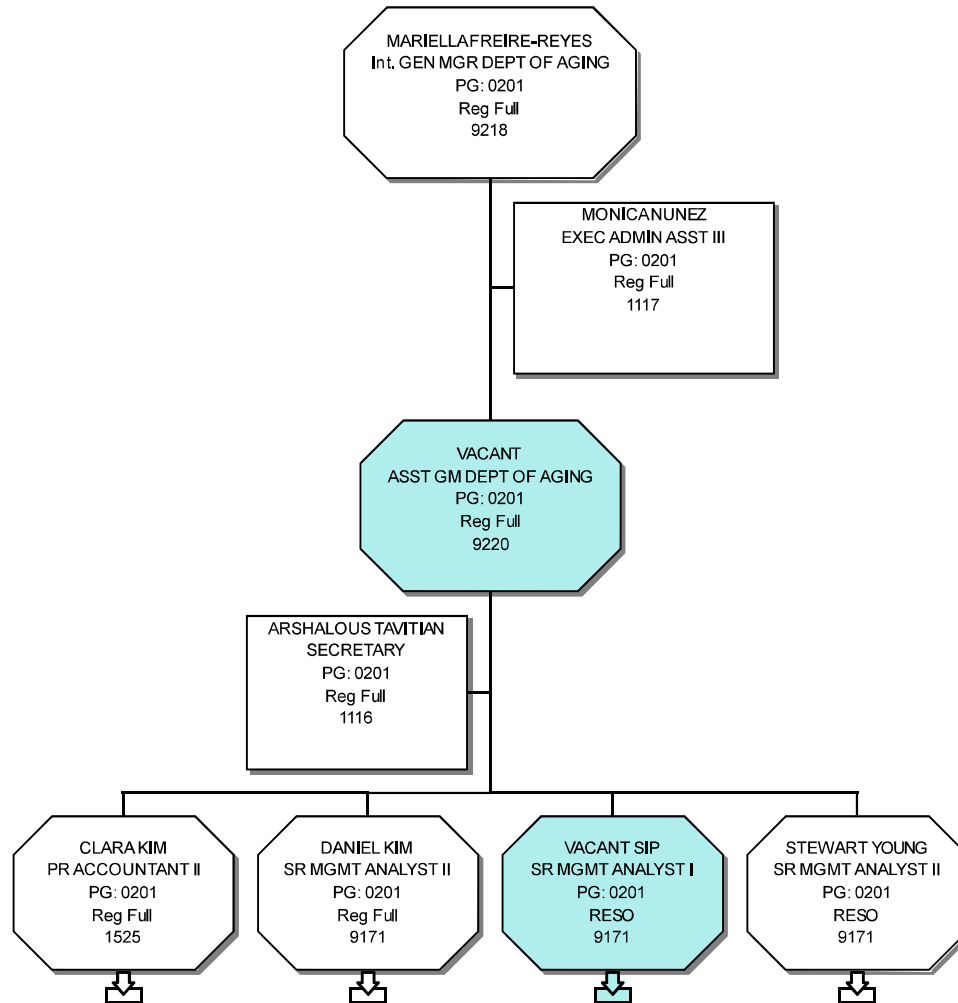 MARIELLA FREIRE-REYES
Int. GEN MGR DEPT OF AGING
PG: 0201
Reg Full
9218
MONICA NUNEZ
EXEC ADMIN ASST III
PG: 0201
Reg Full
1117
VACANT
ASST GM DEPT OF AGING
PG: 0201
Reg Full
9220
ARSHALOUS TAVITIAN
SECRETARY
PG: 0201
Reg Full
1116
CLARA KIM
PR ACCOUNTANT II
PG: 0201
Reg Full
1525
DANIEL KIM
SR MGMT ANALYST II
PG: 0201
Reg Full
9171
VACANT SIP
SR MGMT ANALYST I
PG: 0201
RESO
9171
STEWART YOUNG
SR MGMT ANALYST II
PG: 0201
RESO
9171